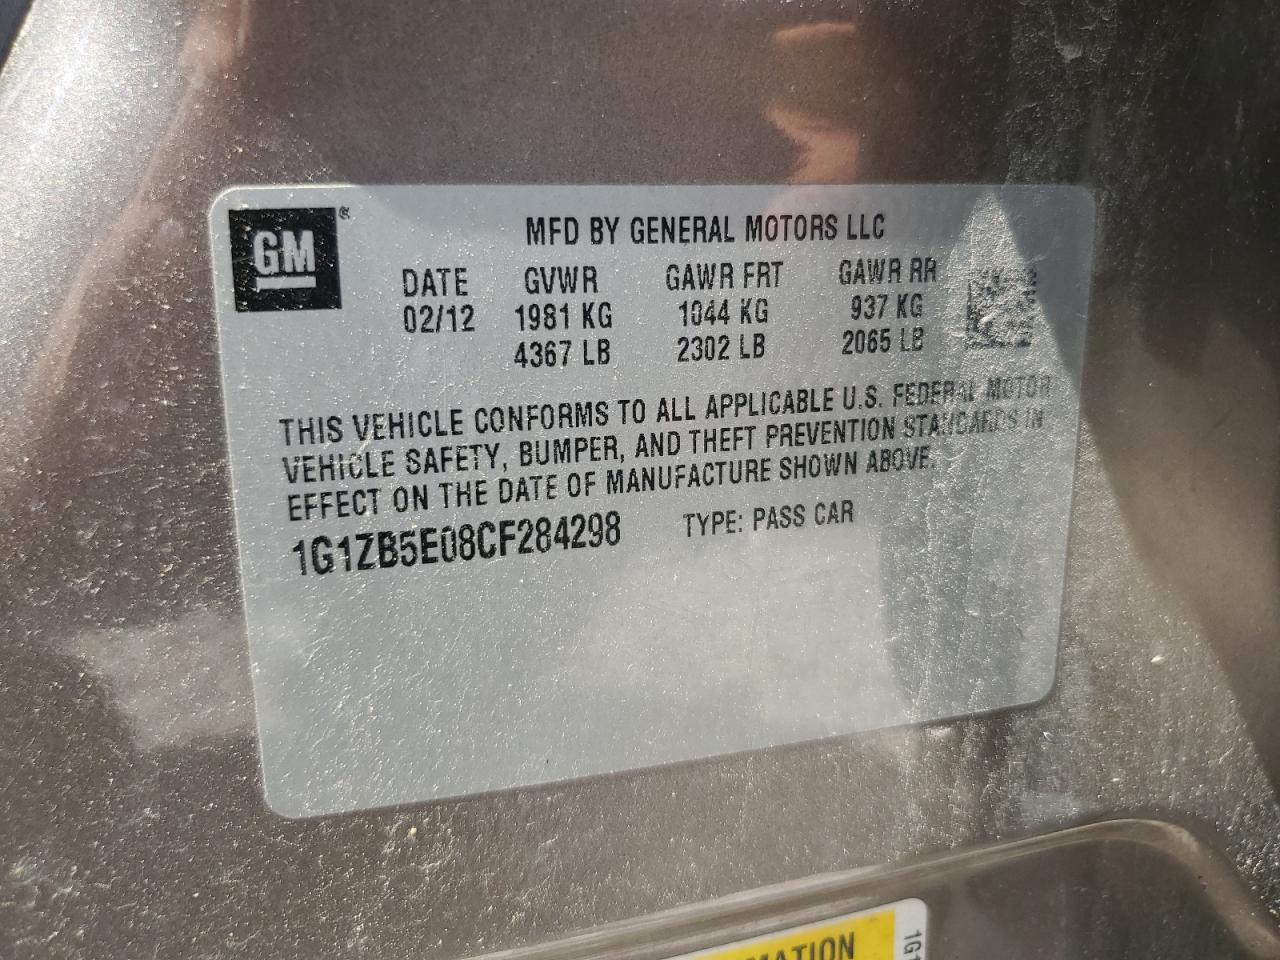 GM ®
MFD BY GENERAL MOTORS LLC
DATE GVWR GAWR FRT GAWR RR
02/12 1981 KG 1044 KG 937 KG
4367 LB 2302 LB 2065 LB
THIS VEHICLE CONFORMS TO ALL APPLICABLE U.S. FEDERAL MOTOR
VEHICLE SAFETY, BUMPER, AND THEFT PREVENTION STANDARDS IN
EFFECT ON THE DATE OF MANUFACTURE SHOWN ABOVE.
1G1ZB5E08CF284298 TYPE: PASS CAR